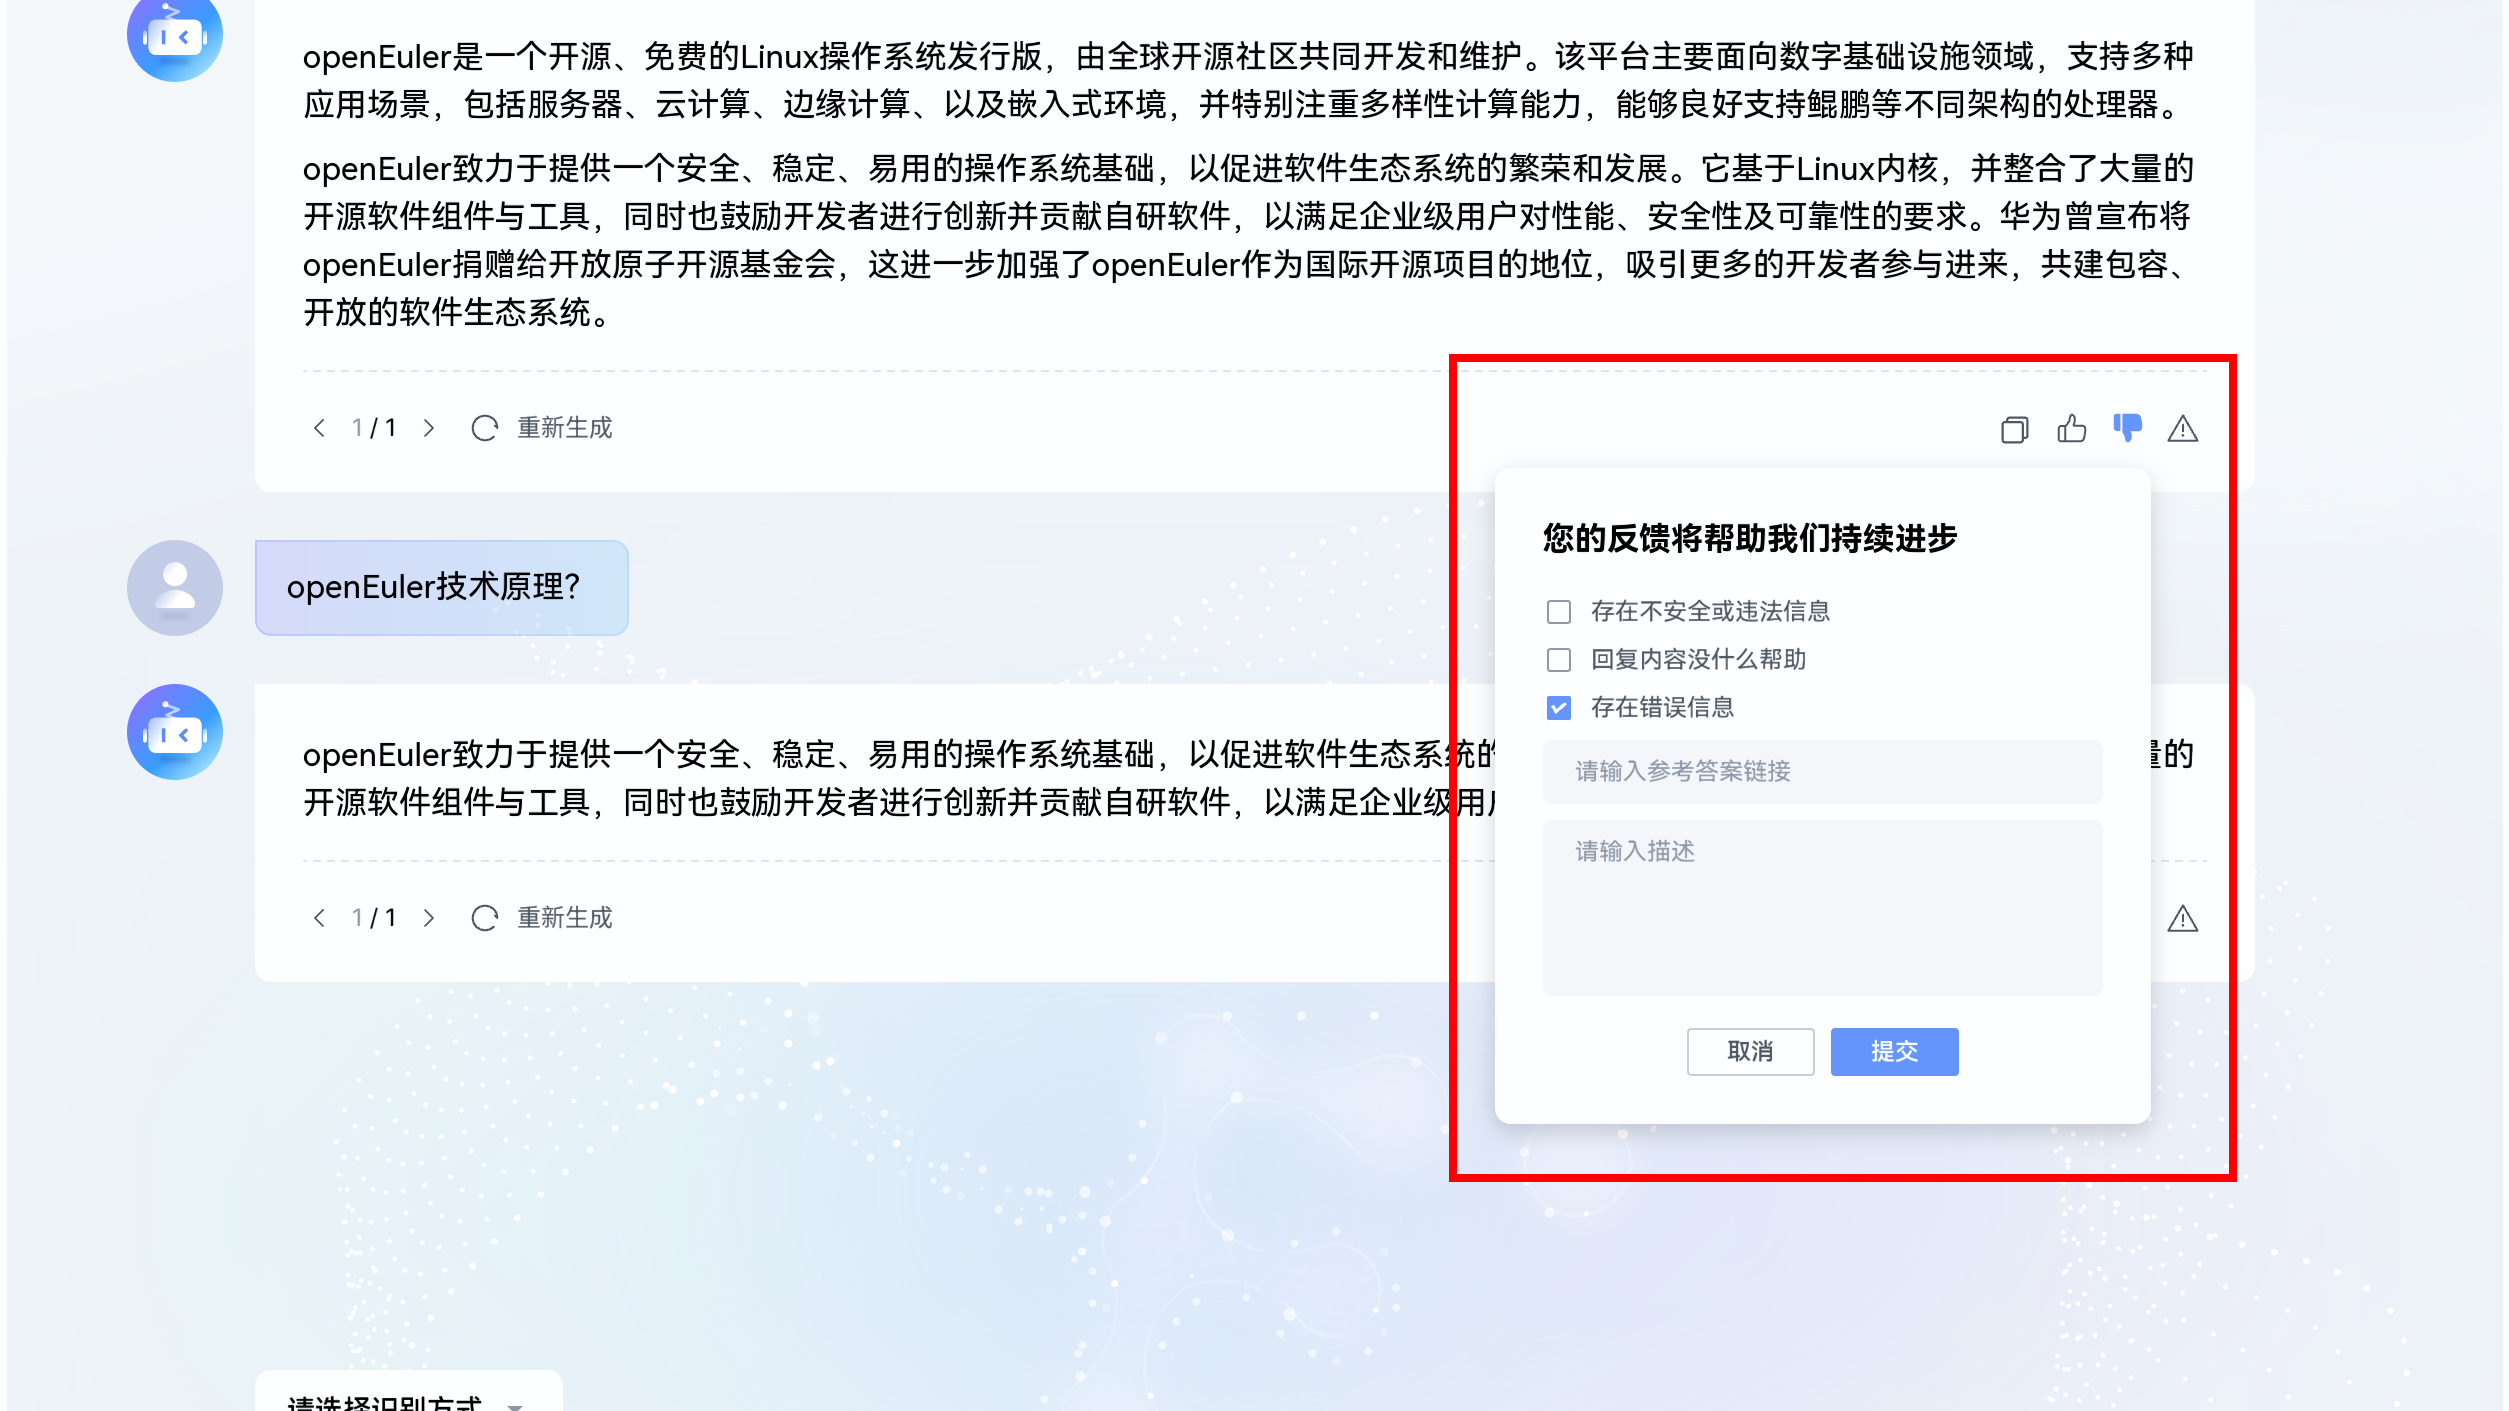 openEuler是一个开源、免费的Linux操作系统发行版，由全球开源社区共同开发和维护。该平台主要面向数字基础设施领域，支持多种
应用场景，包括服务器、云计算、边缘计算、以及嵌入式环境，并特别注重多样性计算能力，能够良好支持鲲鹏等不同架构的处理器。
openEuler致力于提供一个安全、稳定、易用的操作系统基础，以促进软件生态系统的繁荣和发展。它基于Linux内核，并整合了大量的
开源软件组件与工具，同时也鼓励开发者进行创新并贡献自研软件，以满足企业级用户对性能、安全性及可靠性的要求。华为曾宣布将
openEuler捐赠给开放原子开源基金会，这进一步加强了openEuler作为国际开源项目的地位，吸引更多的开发者参与进来，共建包容、
开放的软件生态系统。
1 / 1 重新生成
openEuler技术原理？
openEuler致力于提供一个安全、稳定、易用的操作系统基础，以促进软件生态系统的 量的
开源软件组件与工具，同时也鼓励开发者进行创新并贡献自研软件，以满足企业级用户
1 / 1 重新生成
您的反馈将帮助我们持续进步
存在不安全或违法信息
回复内容没什么帮助
存在错误信息
请输入参考答案链接
请输入描述
取消 提交
请选择识别方式